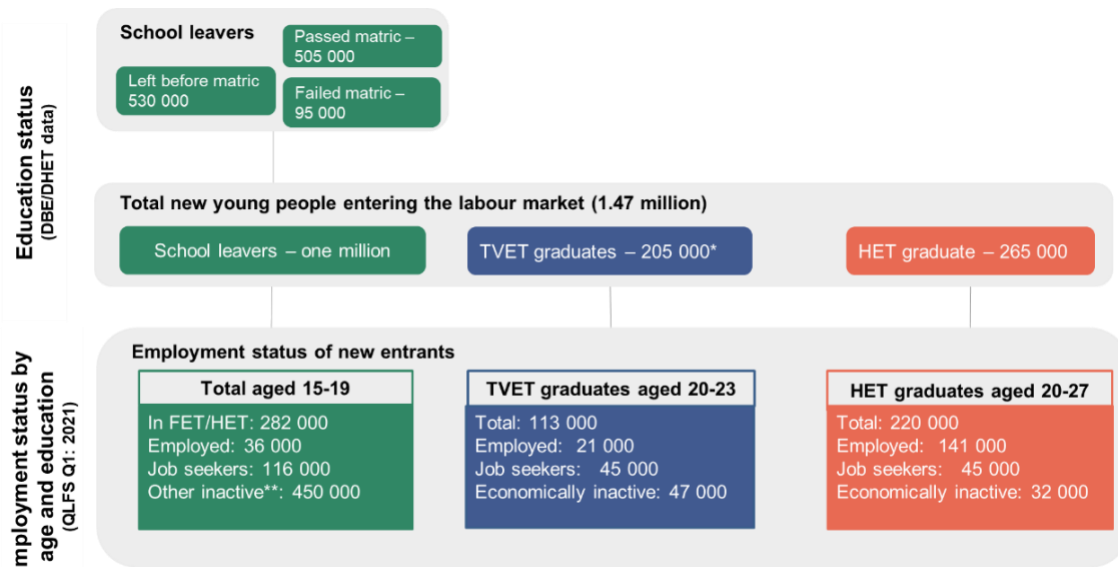 Education status
(DBE/DHET data)
School leavers
Left before matric
530 000
Passed matric –
505 000
Failed matric –
95 000
Total new young people entering the labour market (1.47 million)
School leavers – one million
TVET graduates – 205 000*
HET graduate – 265 000
mployment status by
age and education
(QLFS Q1: 2021)
Employment status of new entrants
Total aged 15-19
In FET/HET: 282 000
Employed: 36 000
Job seekers: 116 000
Other inactive**: 450 000
TVET graduates aged 20-23
Total: 113 000
Employed: 21 000
Job seekers: 45 000
Economically inactive: 47 000
HET graduates aged 20-27
Total: 220 000
Employed: 141 000
Job seekers: 45 000
Economically inactive: 32 000